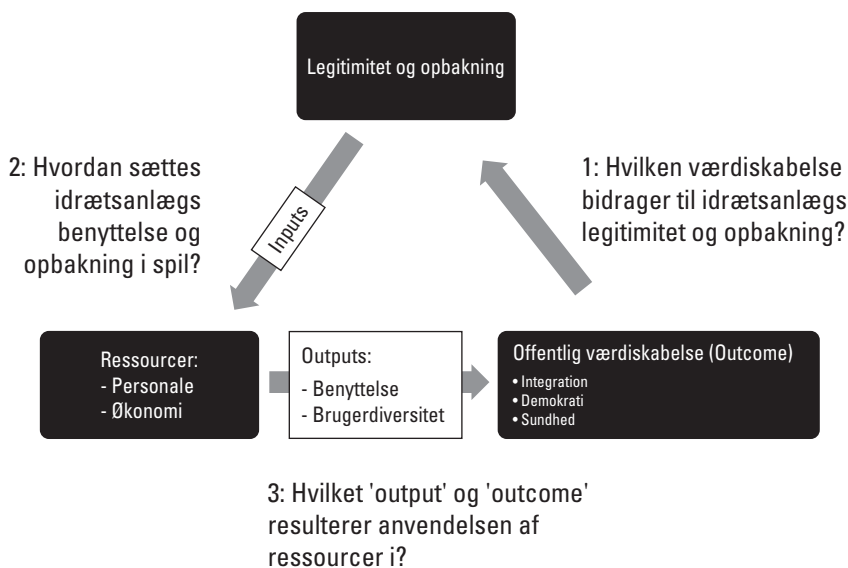 Legitimitet og opbakning
2: Hvordan sættes
idrætsanlægs
benyttelse og
opbakning i spil?
Inputs
1: Hvilken værdiskabelse
bidrager til idrætsanlægs
legitimitet og opbakning?
Ressourcer:
- Personale
- Økonomi
Outputs:
- Benyttelse
- Brugerdiversitet
Offentlig værdiskabelse (Outcome)
• Integration
• Demokrati
• Sundhed
3: Hvilket 'output' og 'outcome'
resulterer anvendelsen af
ressourcer i?